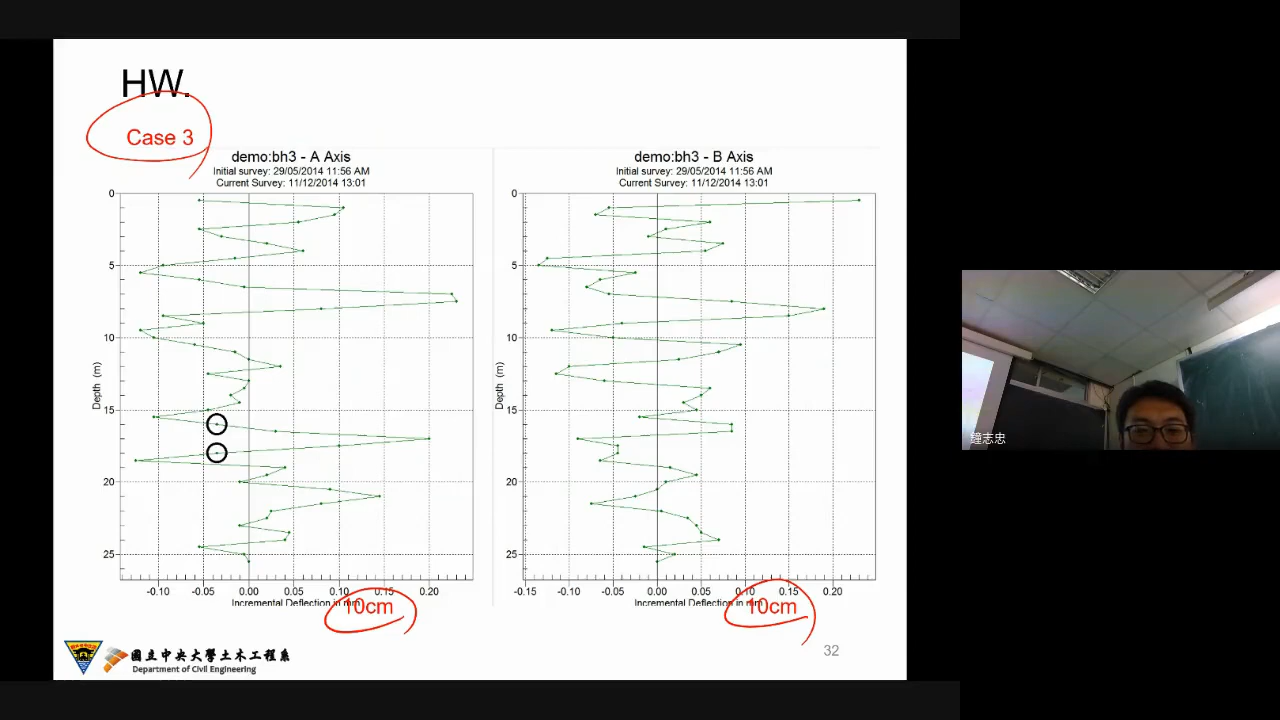 HW.
Case 3
demo:bh3 - A Axis
Initial survey: 29/05/2014 11:56 AM
Current Survey: 11/12/2014 13:01
0
5
10
15
20
25
Depth (m)
-0.10
-0.05
0.00
0.05
0.10
0.15
0.20
Incremental Deflection in mm
10cm
demo:bh3 - B Axis
Initial survey: 29/05/2014 11:56 AM
Current Survey: 11/12/2014 13:01
0
5
10
15
20
25
Depth (m)
-0.15
-0.10
-0.05
0.00
0.05
0.10
0.15
0.20
Incremental Deflection in mm
10cm
國立中央大學土木工程系
Department of Civil Engineering
32
鐘志忠